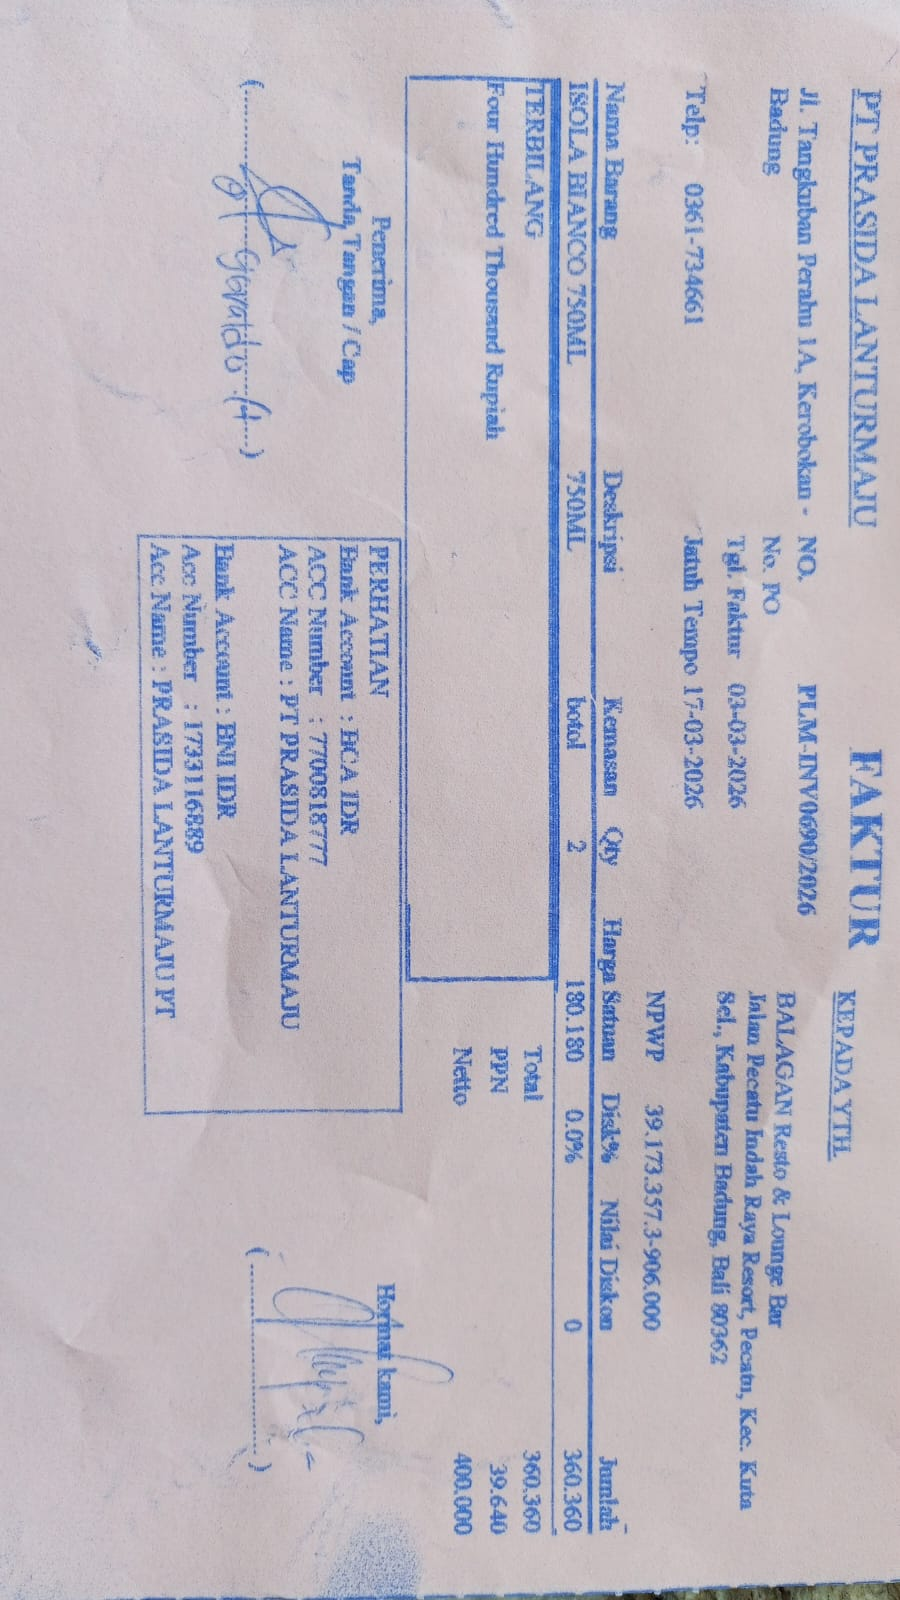 PT PRASIDA LANTURMAJU
FAKTUR
KEPADA YTH.
Jl. Tangkuban Perahu 1A, Kerobokan -
Badung
Telp: 0361-734661
NO. PLM-INV0690/2026
No. PO
Tgl. Faktur 03-03-2026
Jatuh Tempo 17-03-2026
BALAGAN Resto & Lounge Bar
Jalan Pecatu Indah Raya Resort, Pecatu, Kec. Kuta
Sel., Kabupaten Badung, Bali 80362
NPWP 39.173.357.3-906.000
Nama Barang Deskripsi Kemasan Qty Harga Satuan Disk% Nilai Diskon Jumlah
ISOLA BIANCO 750ML 750ML botol 2 180.180 0.0% 0 360.360
TERBILANG
Four Hundred Thousand Rupiah
Total 360.360
PPN 39.640
Netto 400.000
Penerima,
Tanda Tangan / Cap
PERHATIAN
Bank Account : BCA IDR
ACC Number : 7700818777
ACC Name : PT PRASIDA LANTURMAJU
Bank Account : BNI IDR
Acc Number : 1733116889
Acc Name : PRASIDA LANTURMAJU PT
Hormat kami,